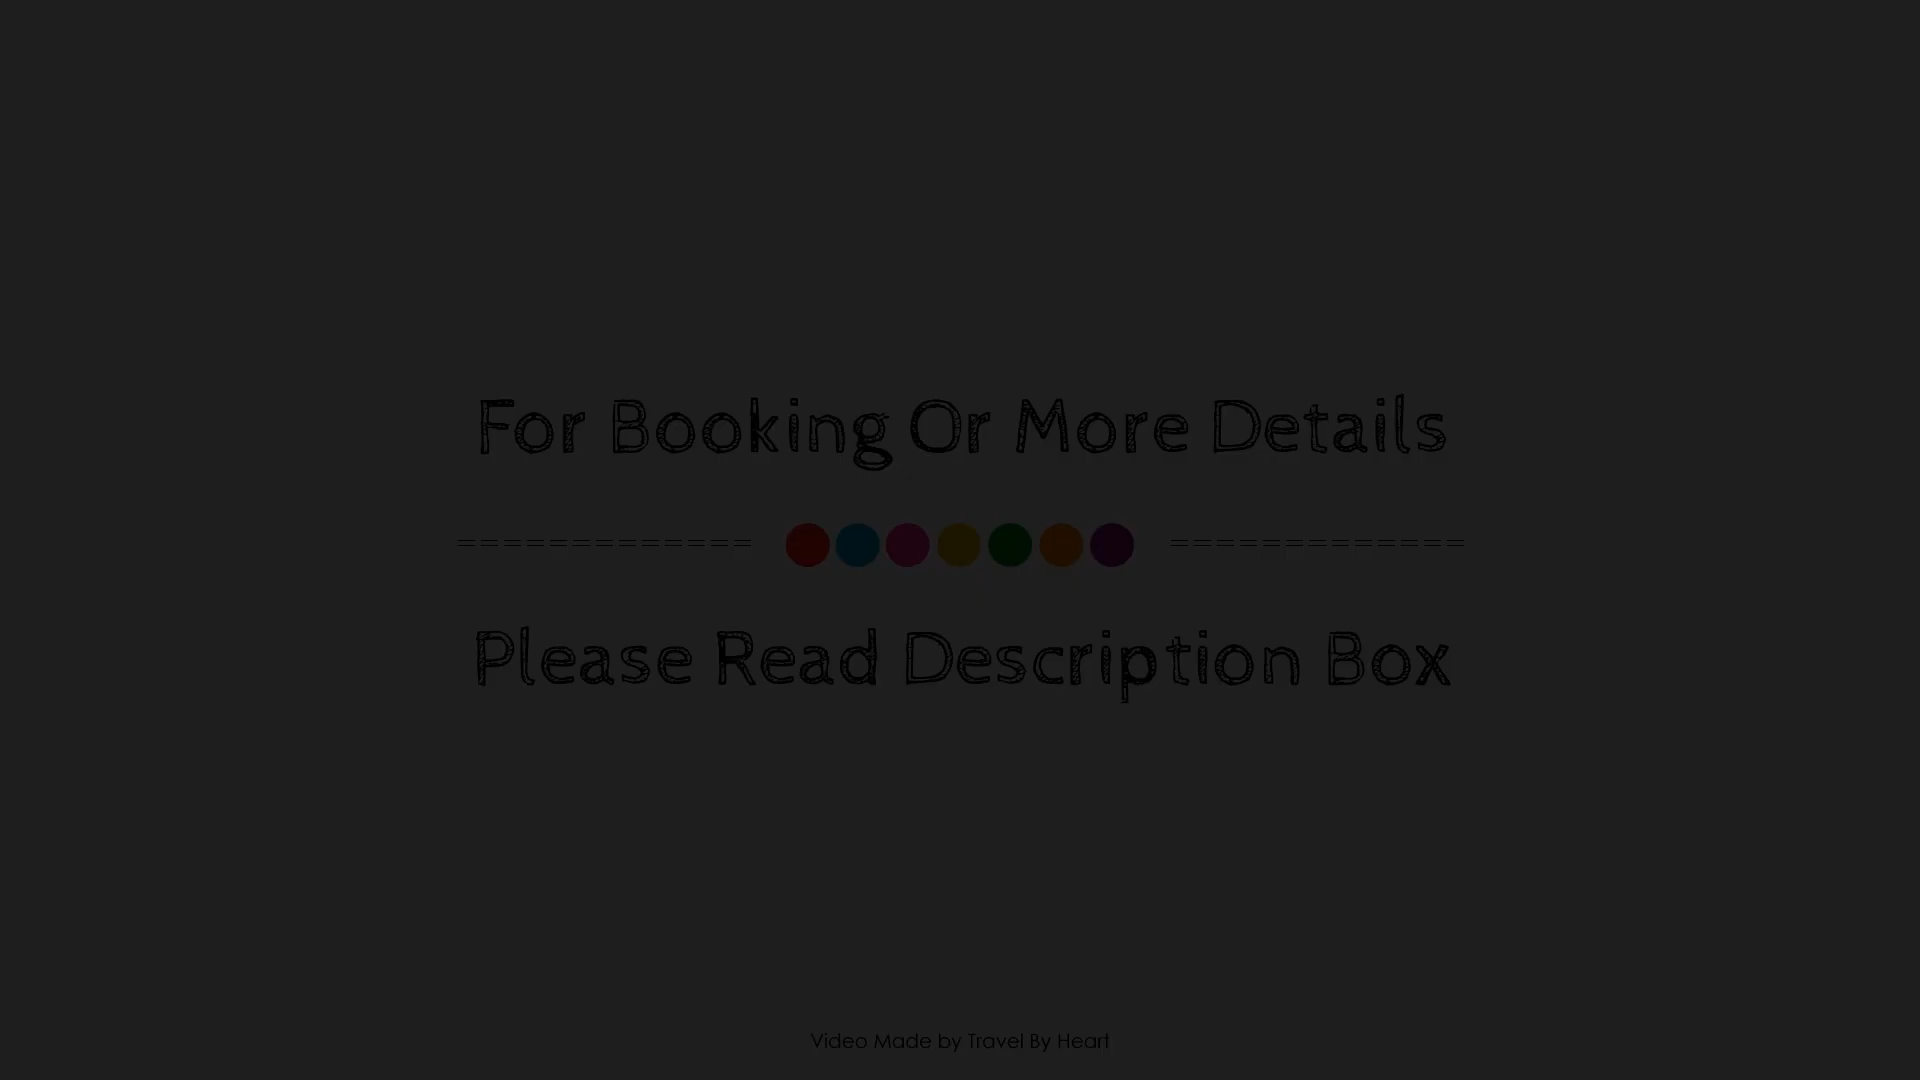 For Booking Or More Details
============= =============
Please Read Description Box
Video Made by Travel By Heart